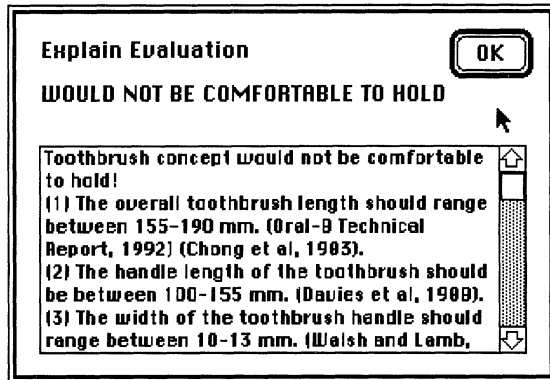 Explain Evaluation
OK
WOULD NOT BE COMFORTABLE TO HOLD
Toothbrush concept would not be comfortable
to hold!
(1) The overall toothbrush length should range
between 155-190 mm. (Oral-B Technical
Report, 1992) (Chong et al, 1983).
(2) The handle length of the toothbrush should
be between 100-155 mm. (Davies et al, 1988).
(3) The width of the toothbrush handle should
range between 10-13 mm. (Walsh and Lamb,